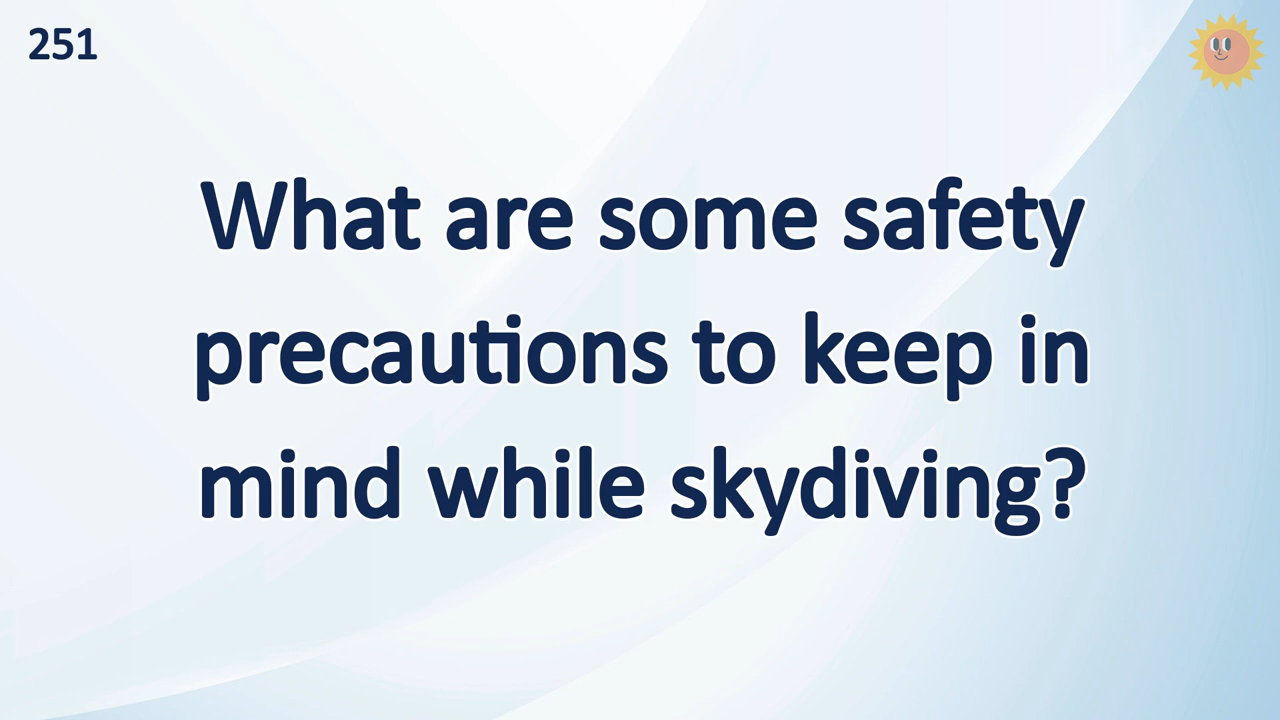 251
What are some safety
precautions to keep in
mind while skydiving?